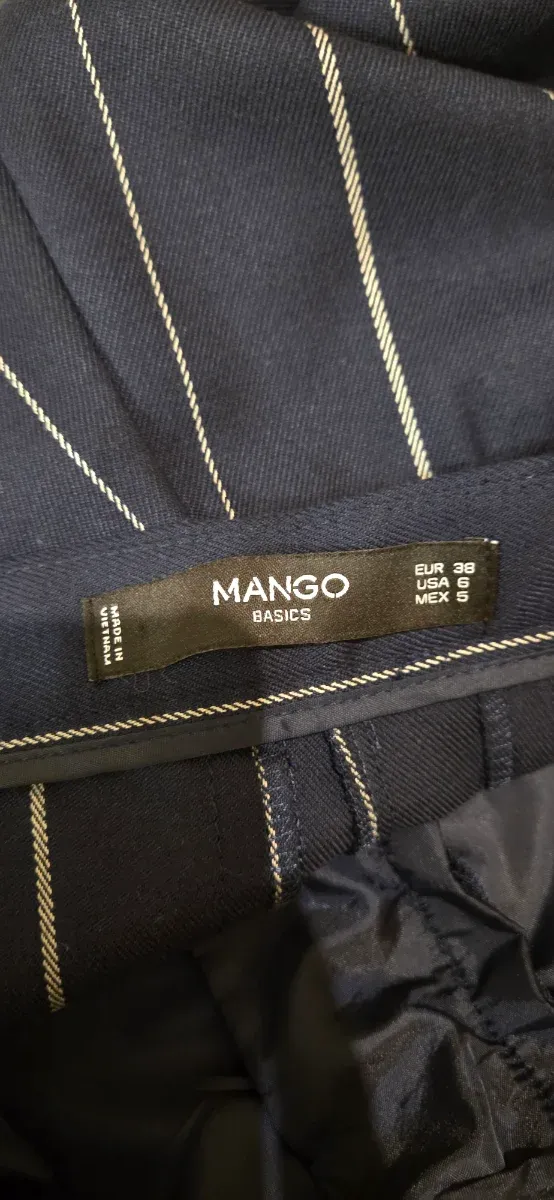 MANGO
BASICS
EUR 38
USA 6
MEX 5
MADE IN
VIETNAM